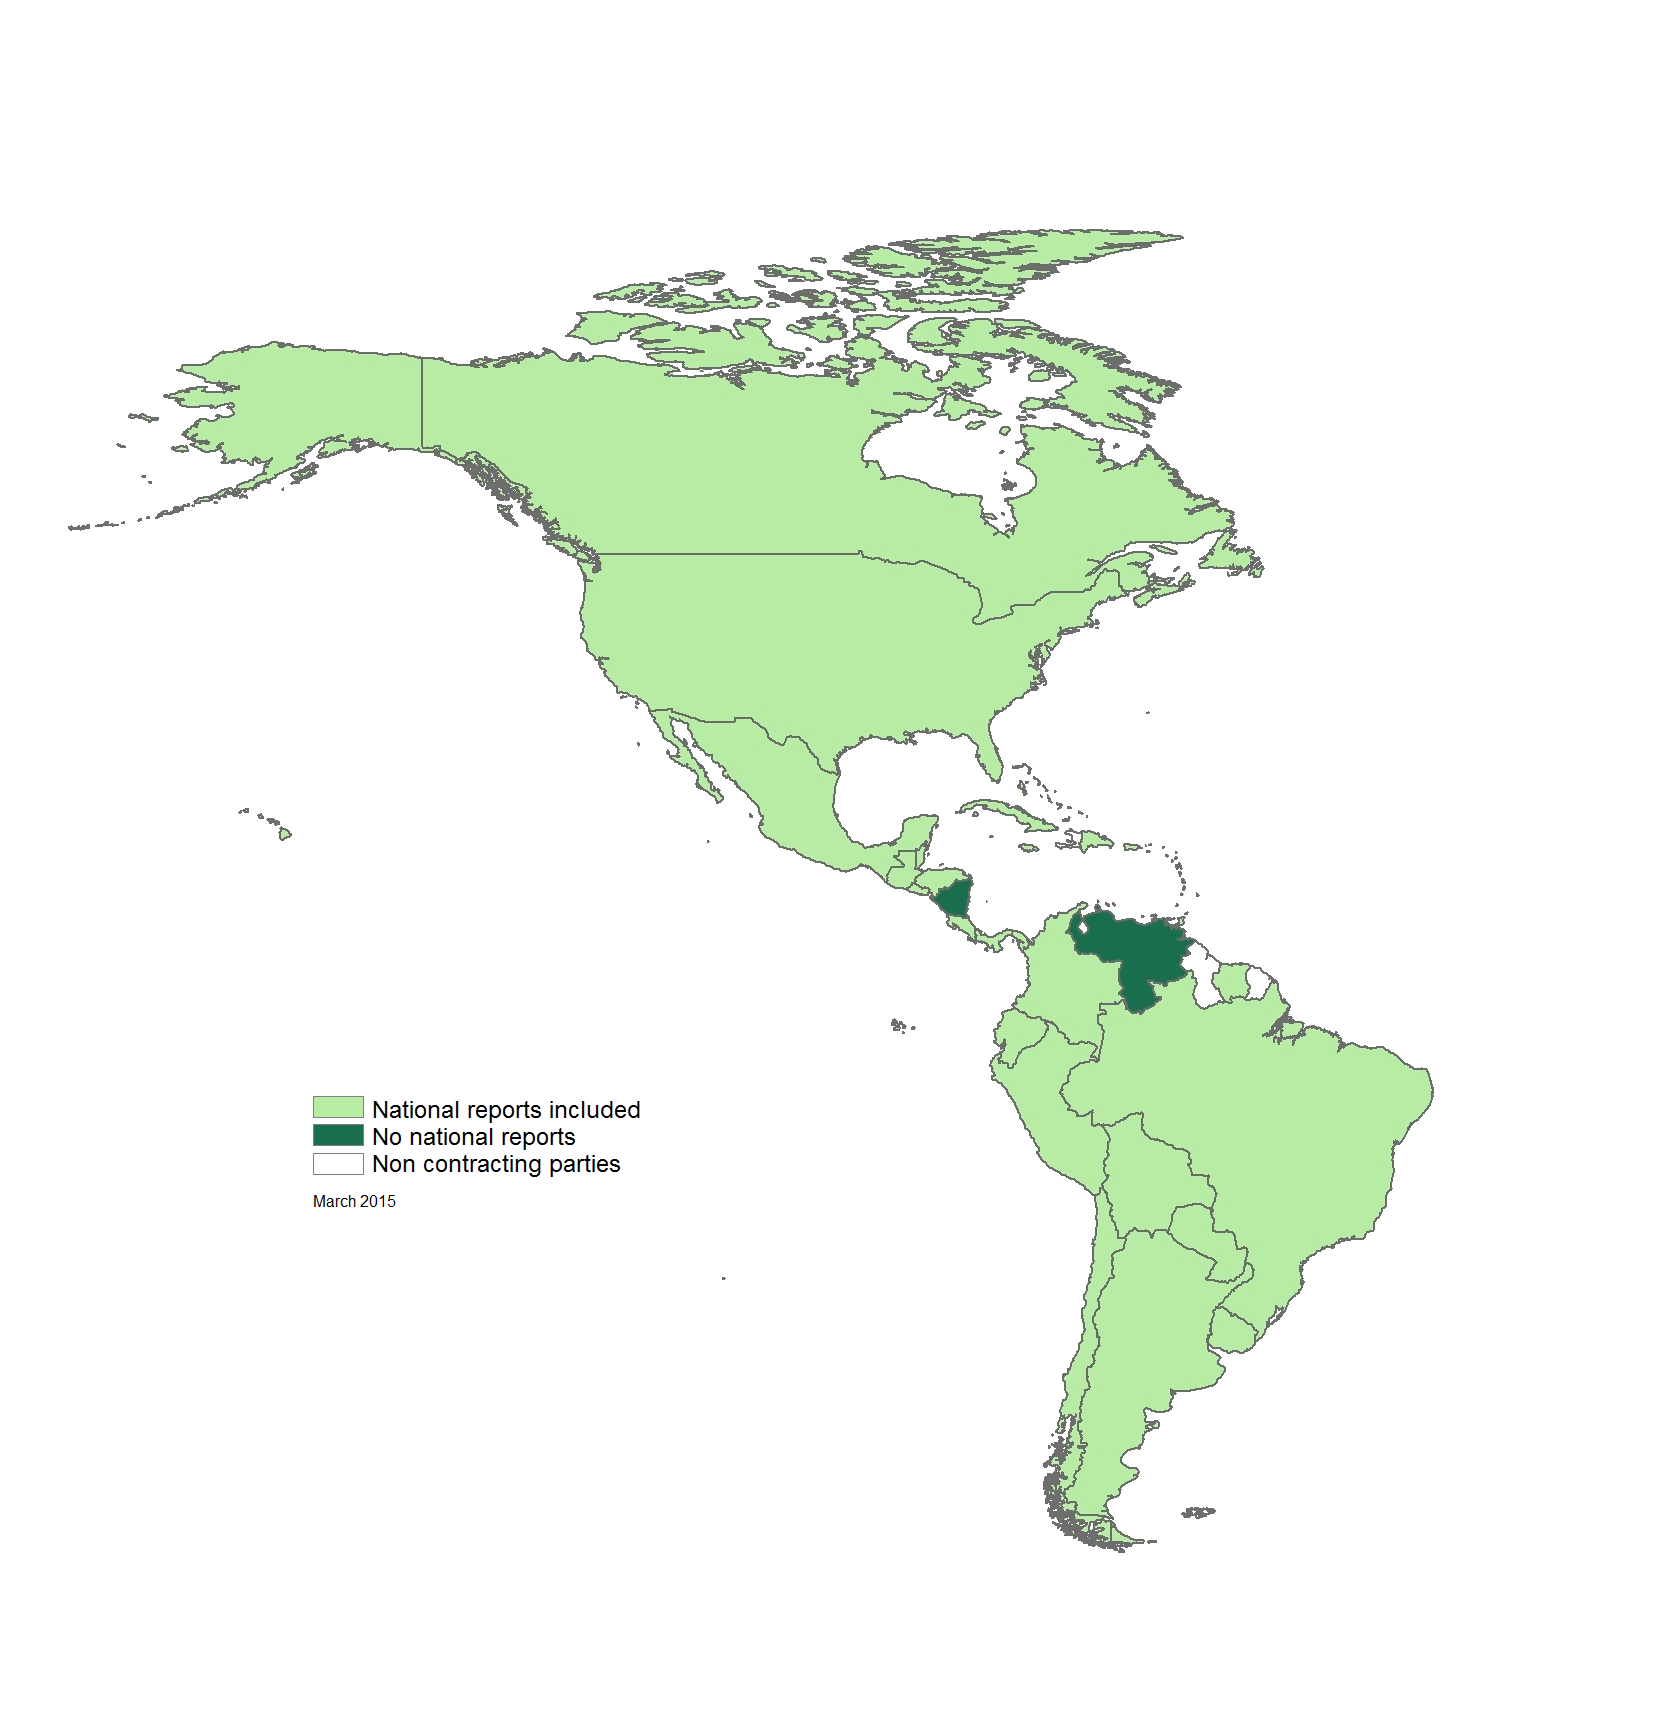 National reports included
No national reports
Non contracting parties
March 2015